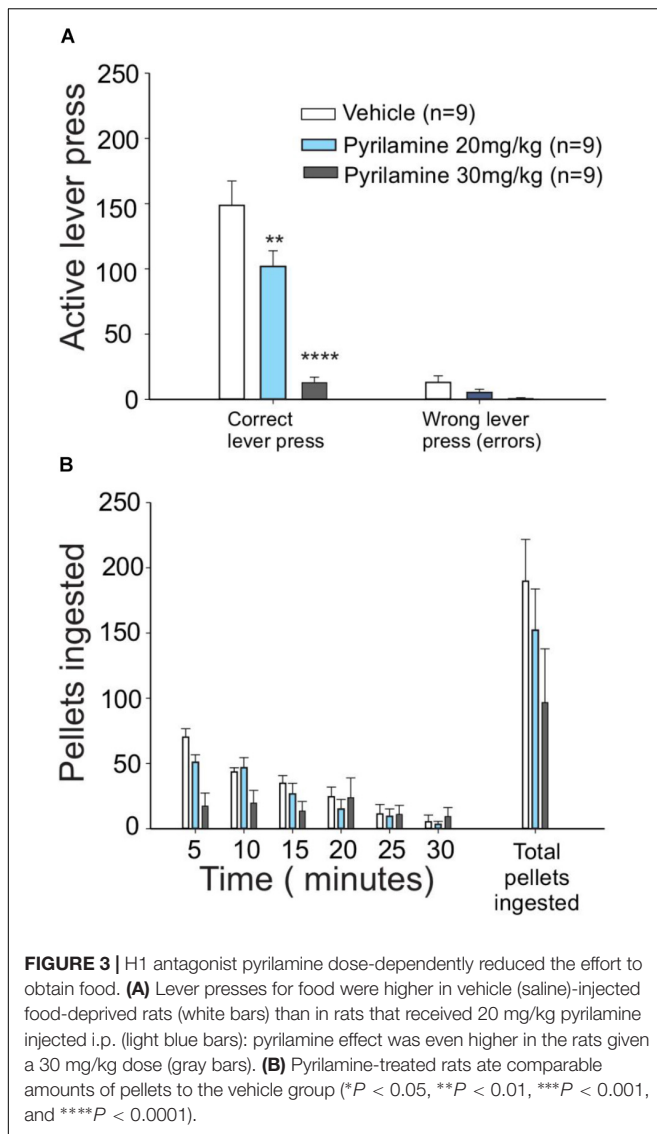 A
250
200
150
100
50
0
Active lever press
Vehicle (n=9)
Pyrilamine 20mg/kg (n=9)
Pyrilamine 30mg/kg (n=9)
**
****
Correct
lever press
Wrong lever
press (errors)
B
250
200
150
100
50
0
Pellets ingested
5 10 15 20 25 30
Time ( minutes)
Total
pellets
ingested
FIGURE 3 | H1 antagonist pyrilamine dose-dependently reduced the effort to
obtain food. (A) Lever presses for food were higher in vehicle (saline)-injected
food-deprived rats (white bars) than in rats that received 20 mg/kg pyrilamine
injected i.p. (light blue bars): pyrilamine effect was even higher in the rats given
a 30 mg/kg dose (gray bars). (B) Pyrilamine-treated rats ate comparable
amounts of pellets to the vehicle group (*P < 0.05, **P < 0.01, ***P < 0.001,
and ****P < 0.0001).